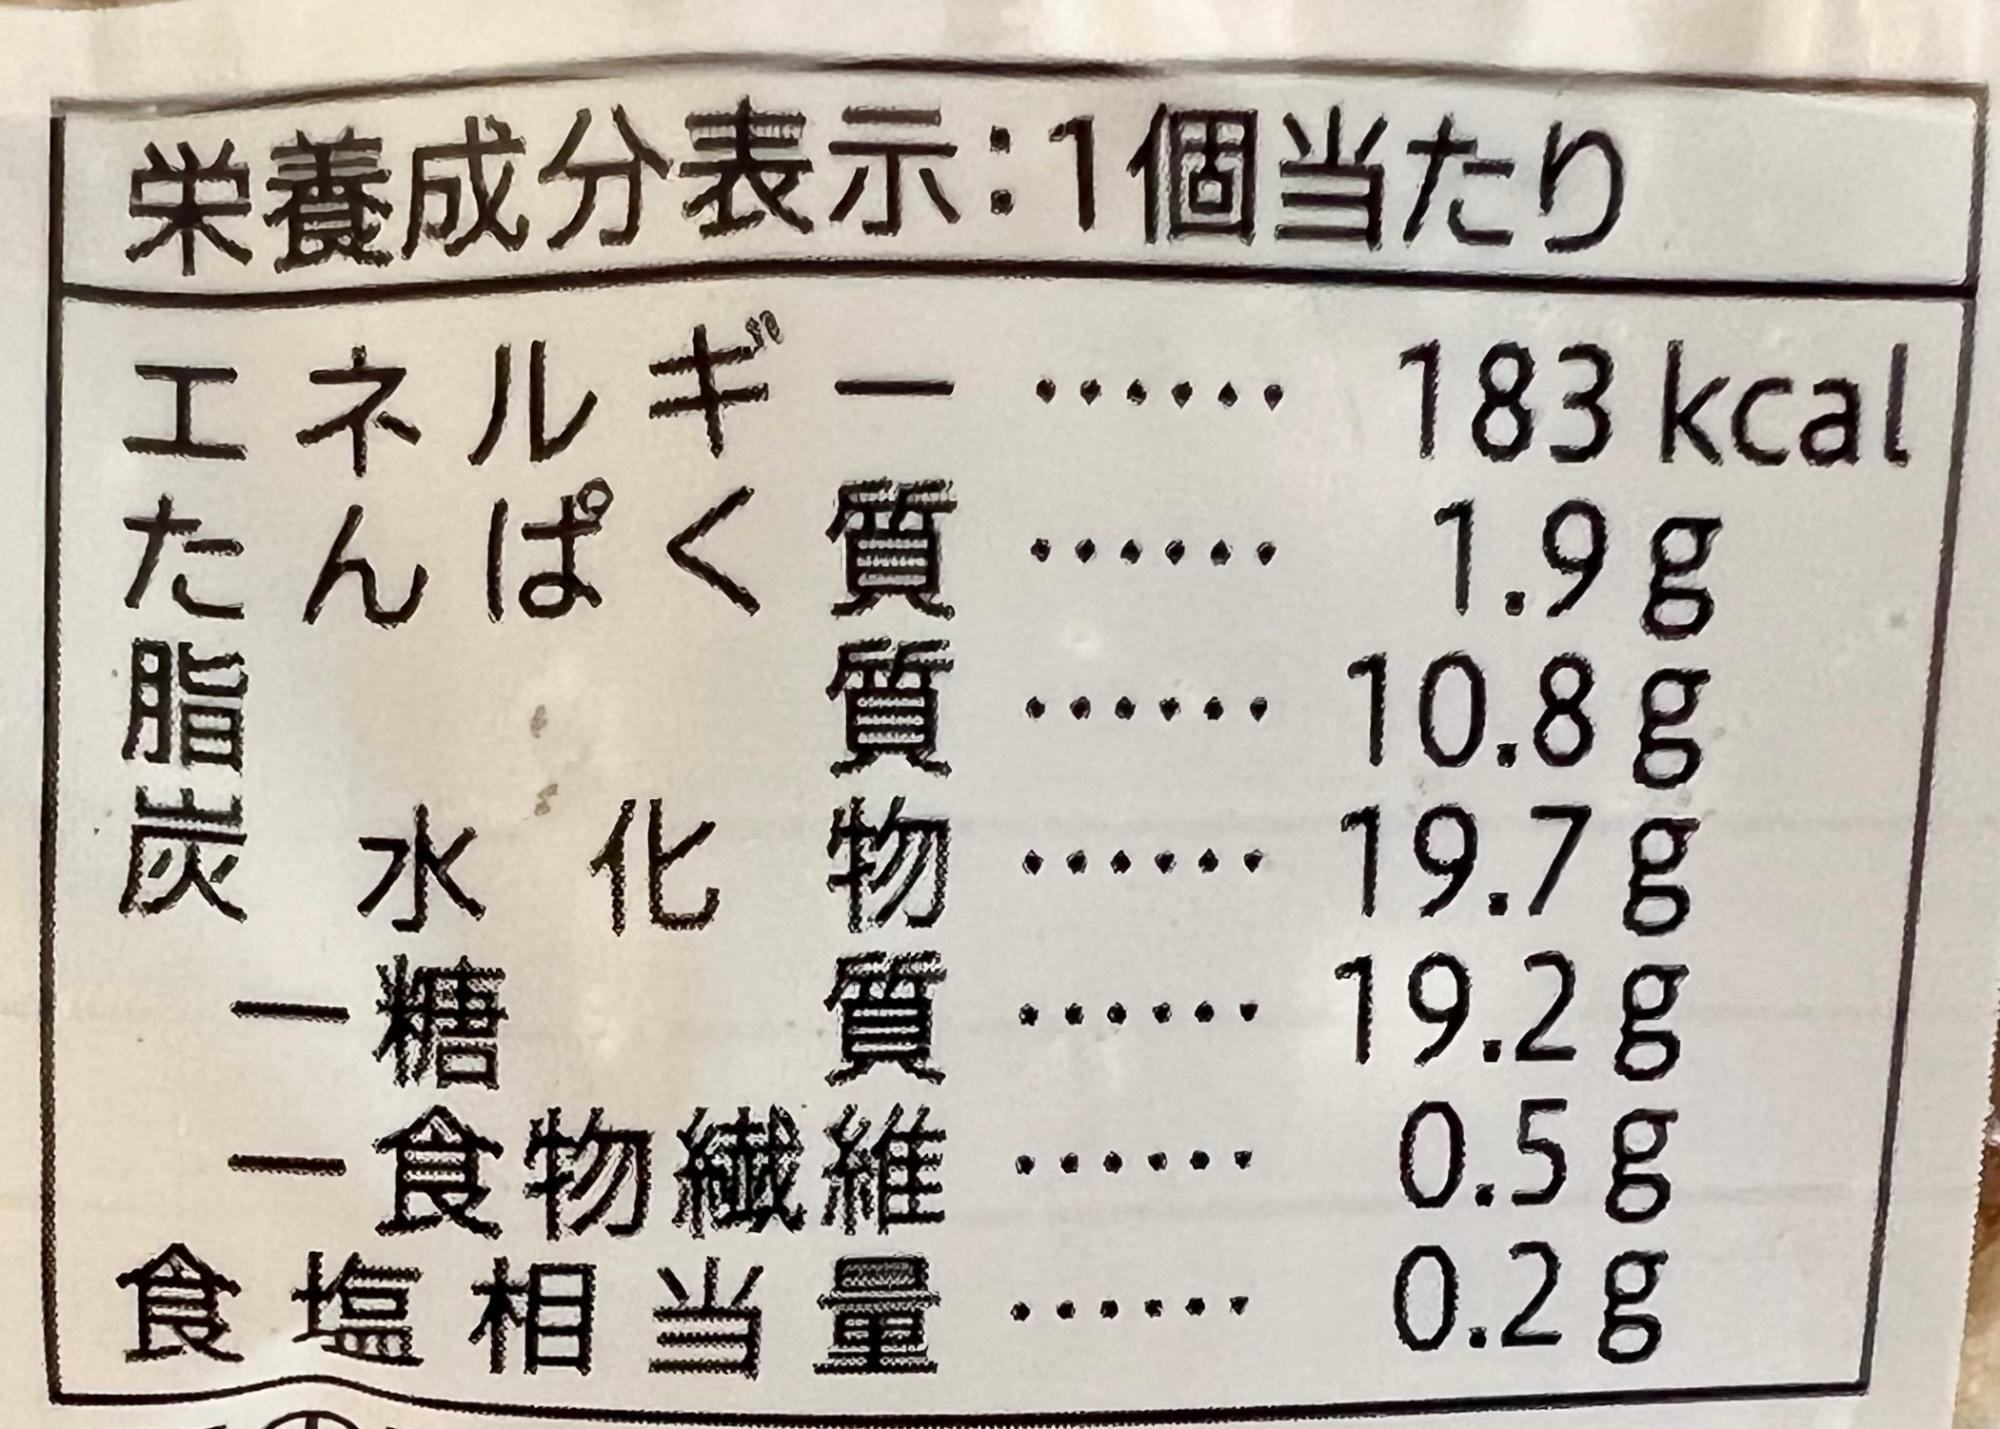 栄養成分表示:1個当たり
エネルギー……183kcal
たんぱく質……1.9g
脂質……10.8g
炭水化物……19.7g
－糖質……19.2g
－食物繊維……0.5g
食塩相当量……0.2g